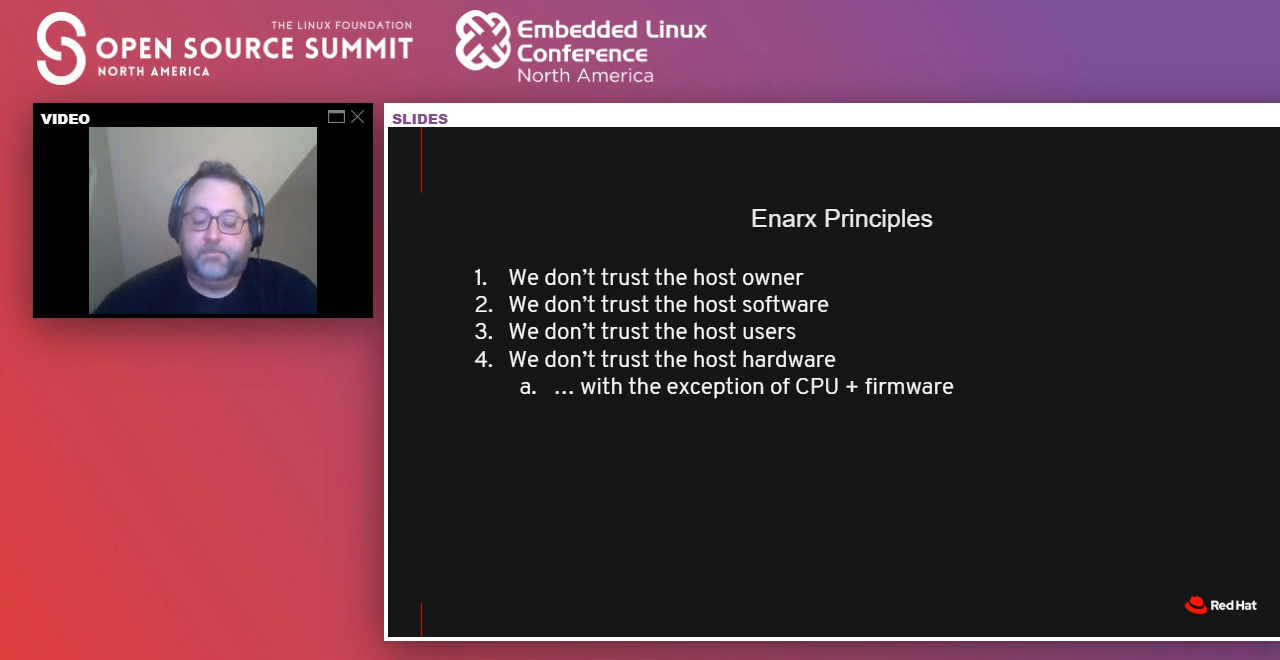 THE LINUX FOUNDATION
OPEN SOURCE SUMMIT
NORTH AMERICA
Embedded Linux
Conference
North America
VIDEO
SLIDES
Enarx Principles
1. We don’t trust the host owner
2. We don’t trust the host software
3. We don’t trust the host users
4. We don’t trust the host hardware
a. ... with the exception of CPU + firmware
Red Hat